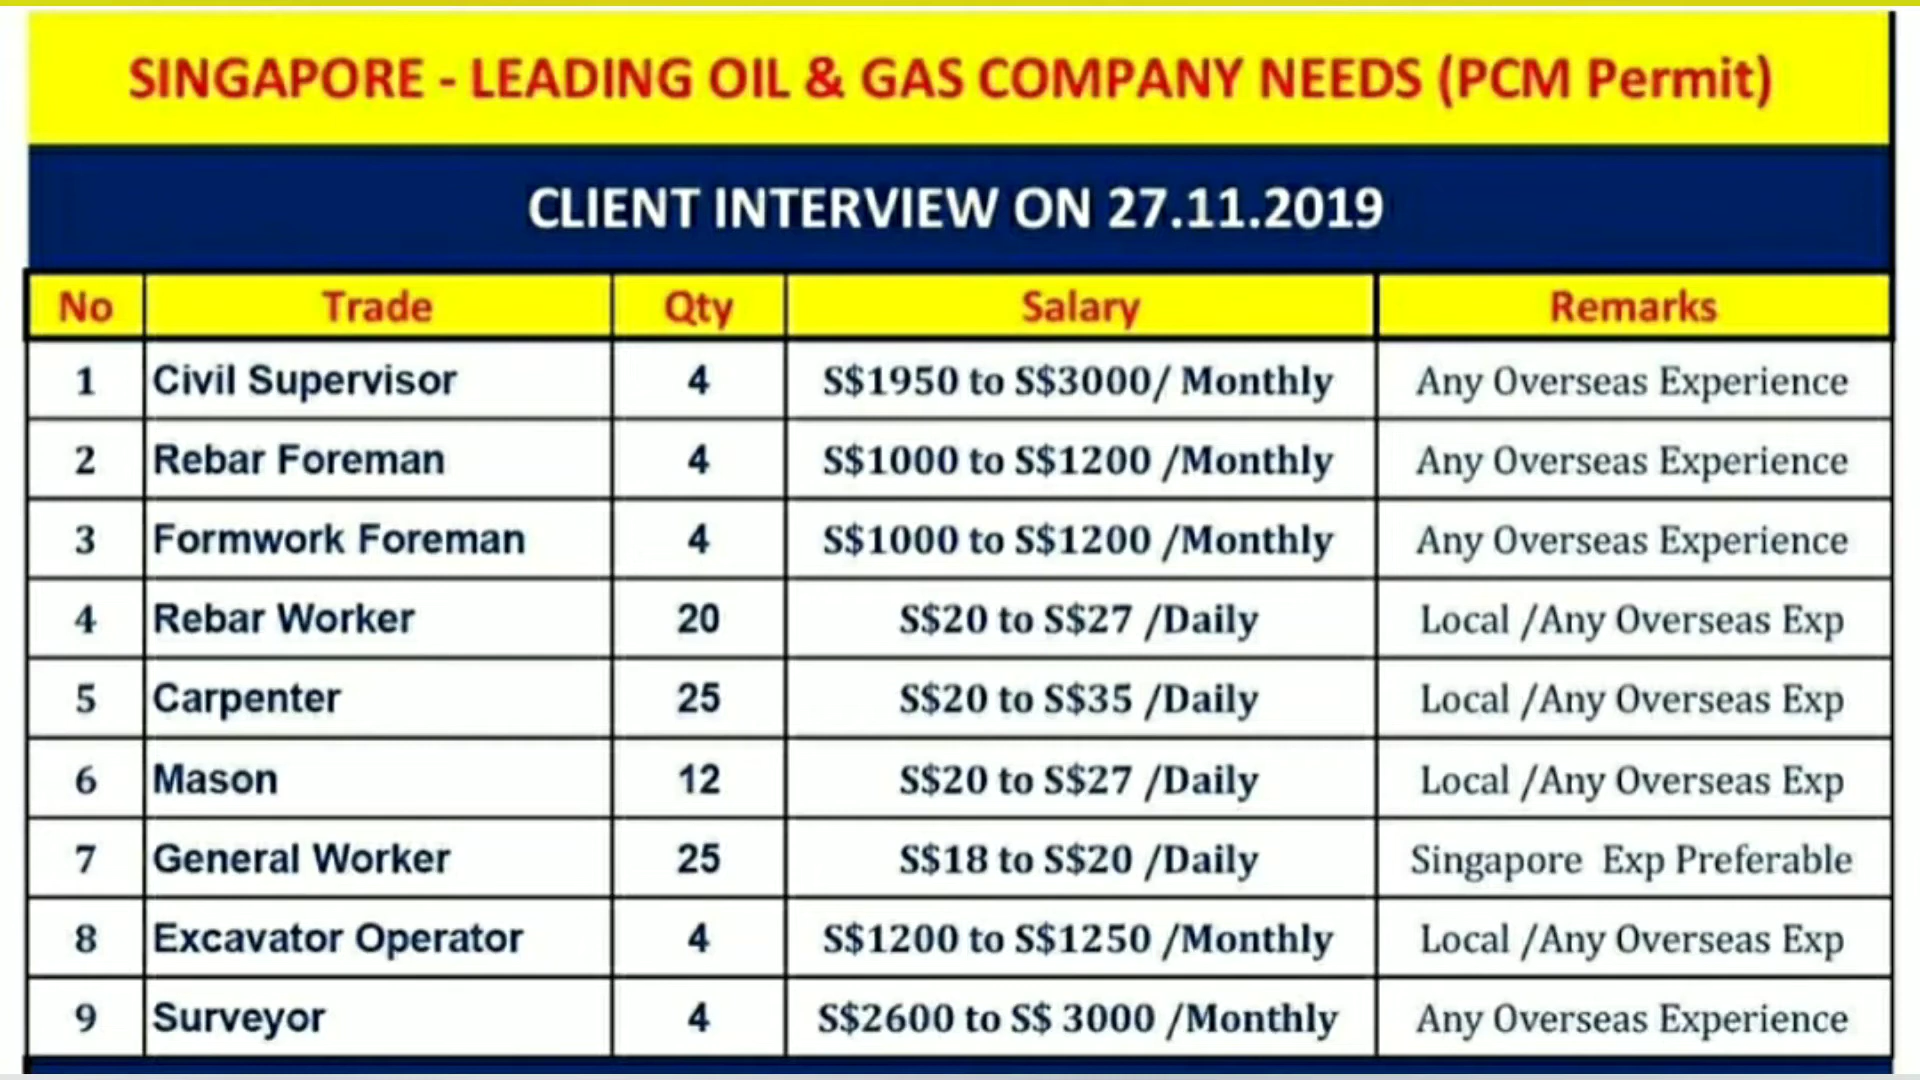 SINGAPORE - LEADING OIL & GAS COMPANY NEEDS (PCM Permit)
CLIENT INTERVIEW ON 27.11.2019
No Trade Qty Salary Remarks
1 Civil Supervisor 4 S$1950 to S$3000/ Monthly Any Overseas Experience
2 Rebar Foreman 4 S$1000 to S$1200 /Monthly Any Overseas Experience
3 Formwork Foreman 4 S$1000 to S$1200 /Monthly Any Overseas Experience
4 Rebar Worker 20 S$20 to S$27 /Daily Local /Any Overseas Exp
5 Carpenter 25 S$20 to S$35 /Daily Local /Any Overseas Exp
6 Mason 12 S$20 to S$27 /Daily Local /Any Overseas Exp
7 General Worker 25 S$18 to S$20 /Daily Singapore Exp Preferable
8 Excavator Operator 4 S$1200 to S$1250 /Monthly Local /Any Overseas Exp
9 Surveyor 4 S$2600 to S$ 3000 /Monthly Any Overseas Experience